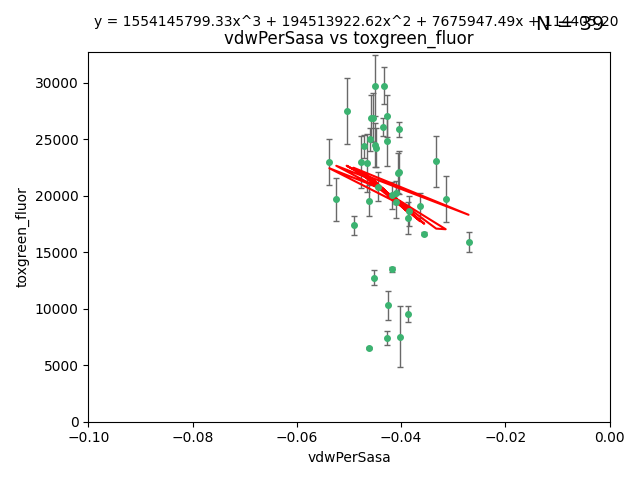 y = 1554145799.33x^3 + 194513922.62x^2 + 7675947.49x +
N = 39
vdwPerSasa vs toxgreen_fluor
30000
25000
20000
15000
10000
5000
0
toxgreen_fluor
−0.10
−0.08
−0.06
−0.04
−0.02
0.00
vdwPerSasa